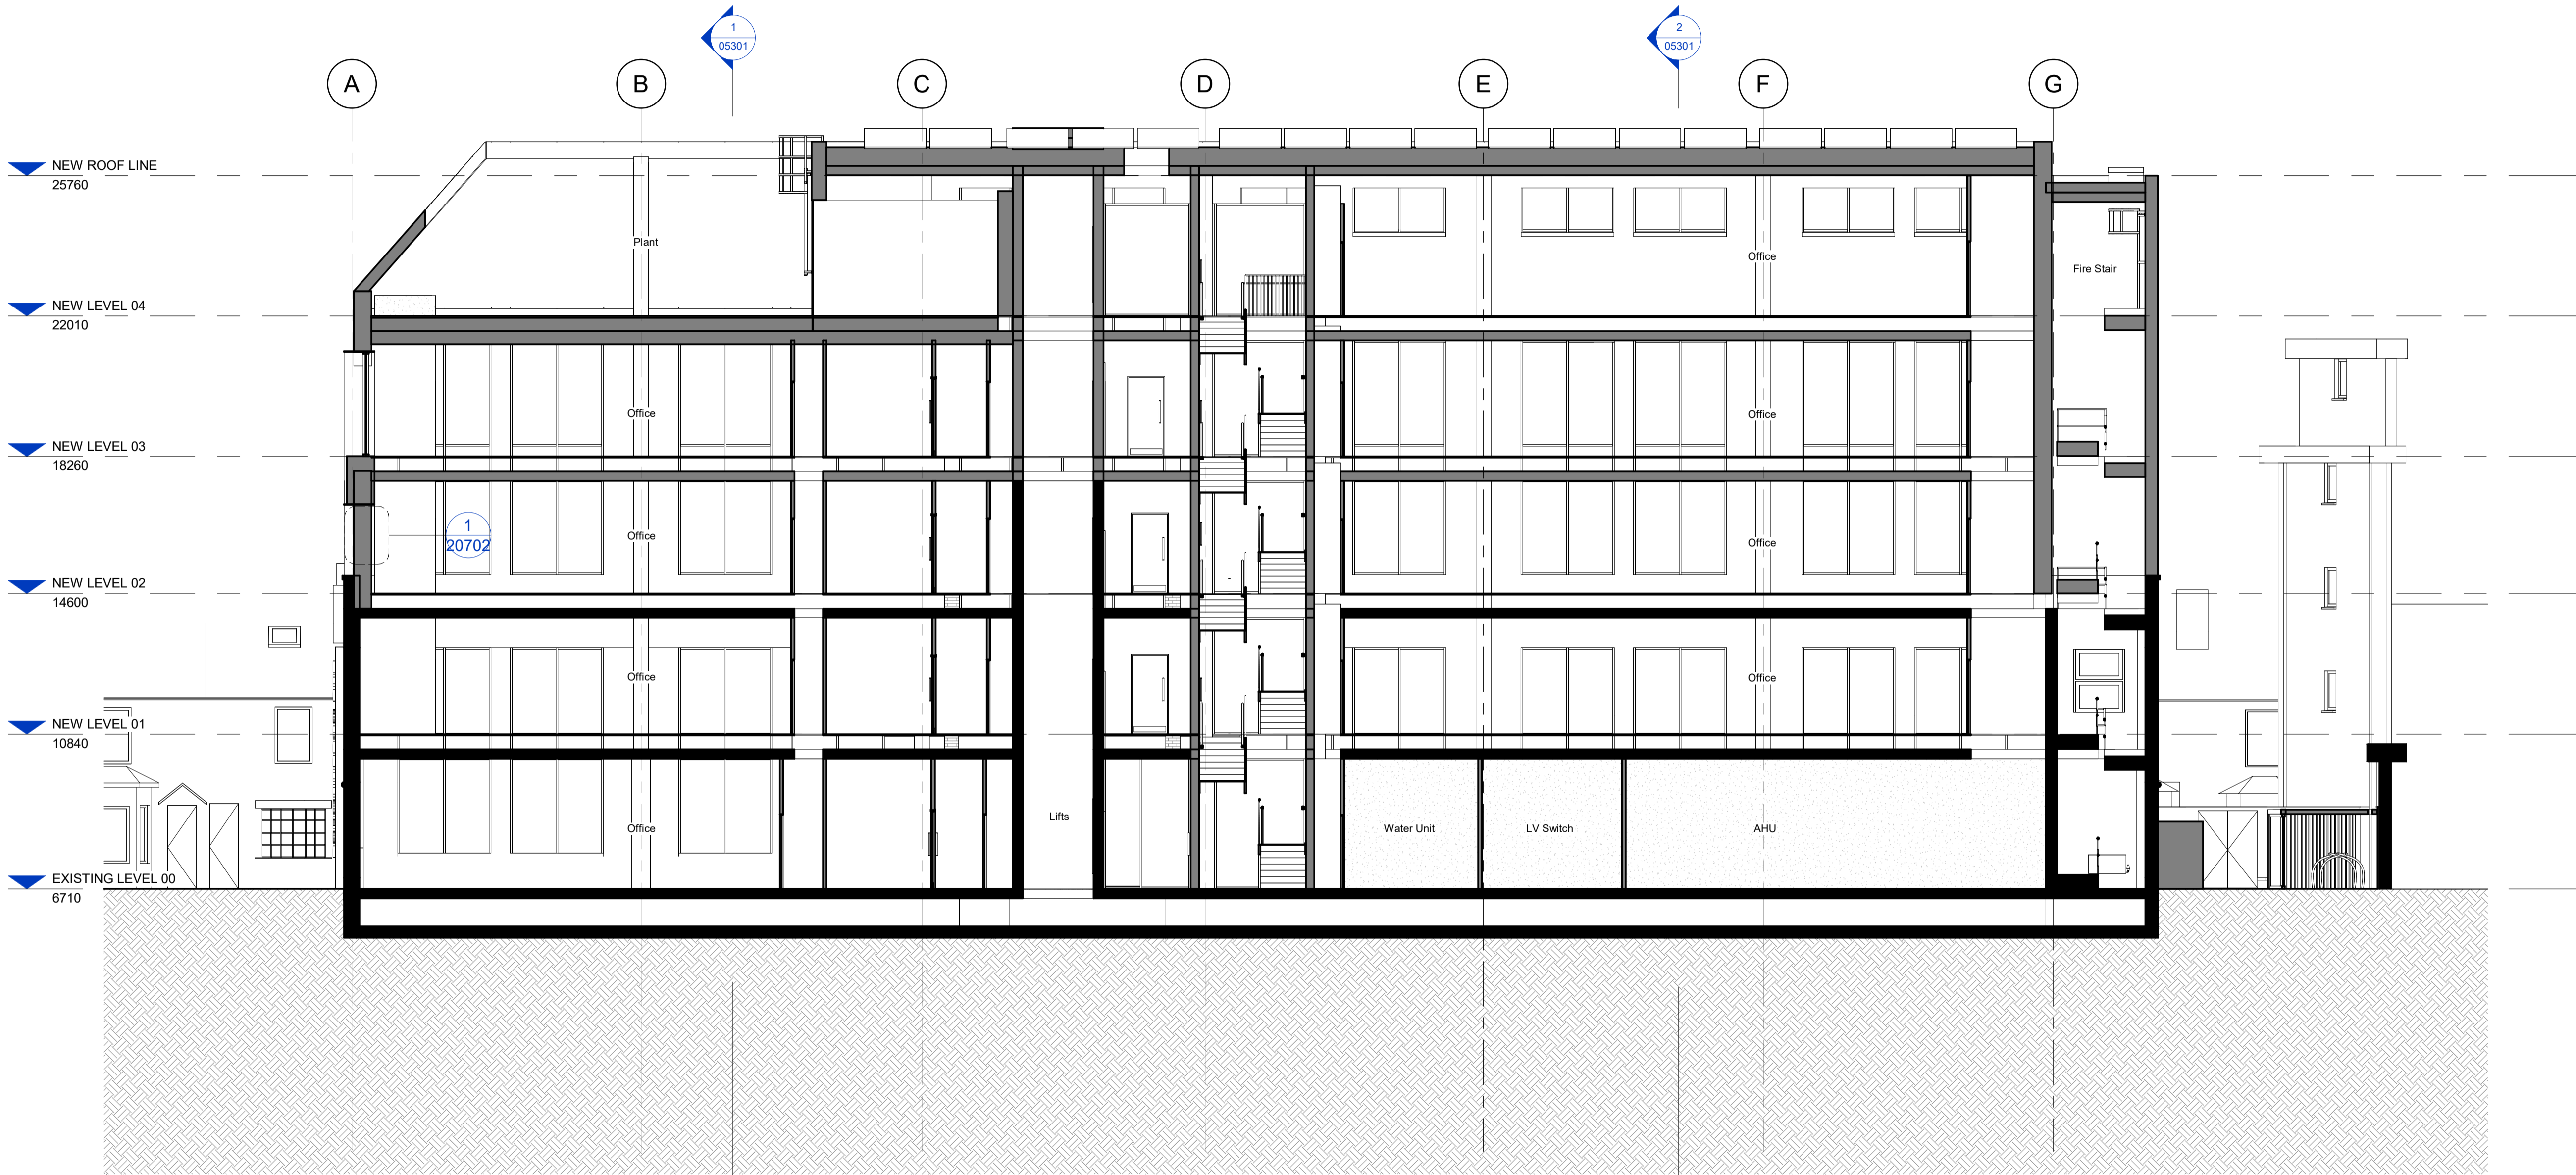 1
05301
2
05301
A
B
C
D
E
F
G
NEW ROOF LINE
25760
Plant
Office
Fire Stair
NEW LEVEL 04
22010
Office
Office
NEW LEVEL 03
18260
1
20702
Office
Office
NEW LEVEL 02
14600
Office
Office
NEW LEVEL 01
10840
Office
Lifts
Water Unit
LV Switch
AHU
EXISTING LEVEL 00
6710